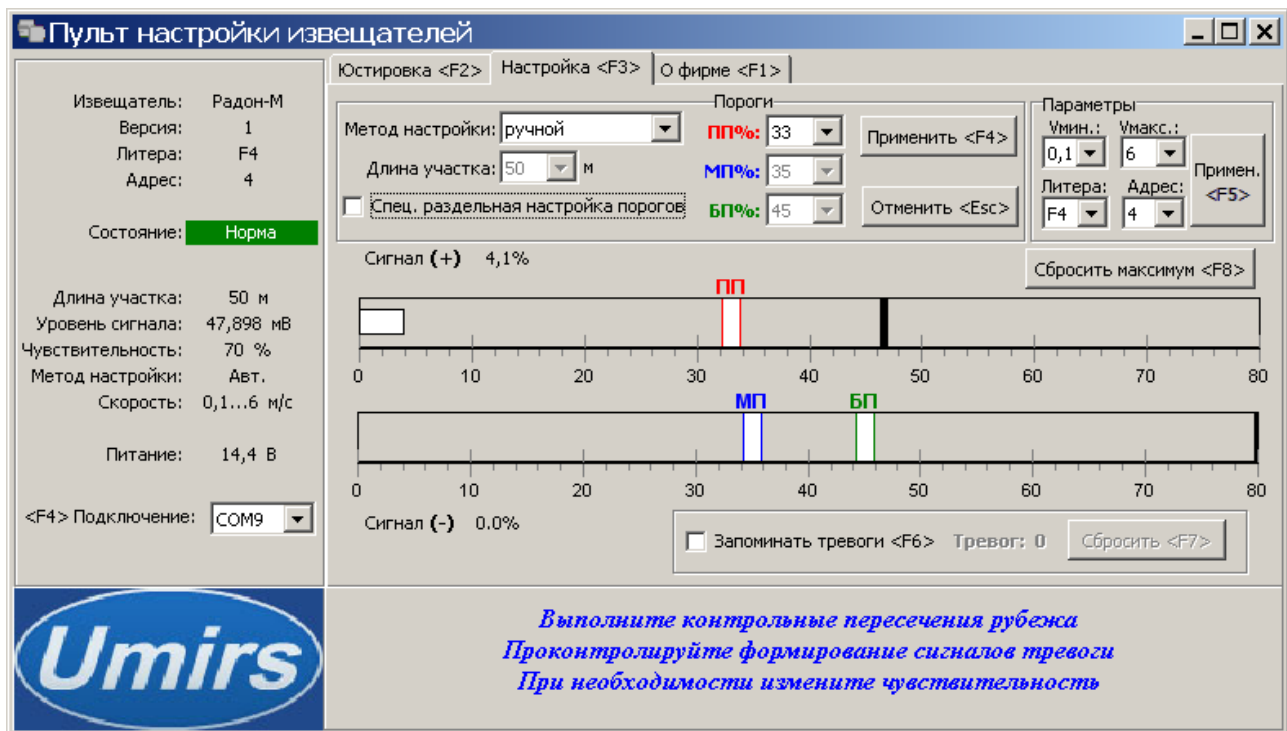 Пульт настройки извещателей
Юстировка <F2> Настройка <F3> О фирме <F1>
Извещатель: Радон-М
Версия: 1
Литера: F4
Адрес: 4
Состояние: Норма
Длина участка: 50 м
Уровень сигнала: 47,898 мВ
Чувствительность: 70 %
Метод настройки: Авт.
Скорость: 0,1...6 м/с
Питание: 14,4 В
<F4> Подключение: COM9
Пороги
Метод настройки: ручной ПП%: 33 Применить <F4>
Длина участка: 50 м МП%: 35
Спец. раздельная настройка порогов БП%: 45 Отменить <Esc>
Параметры
Vмин.: Vмакс.:
0,1 6 Примен.
Литера: Адрес: <F5>
F4 4
Сигнал (+) 4,1% Сбросить максимум <F8>
ПП
0 10 20 30 40 50 60 70 80
МП БП
0 10 20 30 40 50 60 70 80
Сигнал (-) 0.0%
Запоминать тревоги <F6> Тревог: 0 Сбросить <F7>
Umirs
Выполните контрольные пересечения рубежа
Проконтролируйте формирование сигналов тревоги
При необходимости измените чувствительность